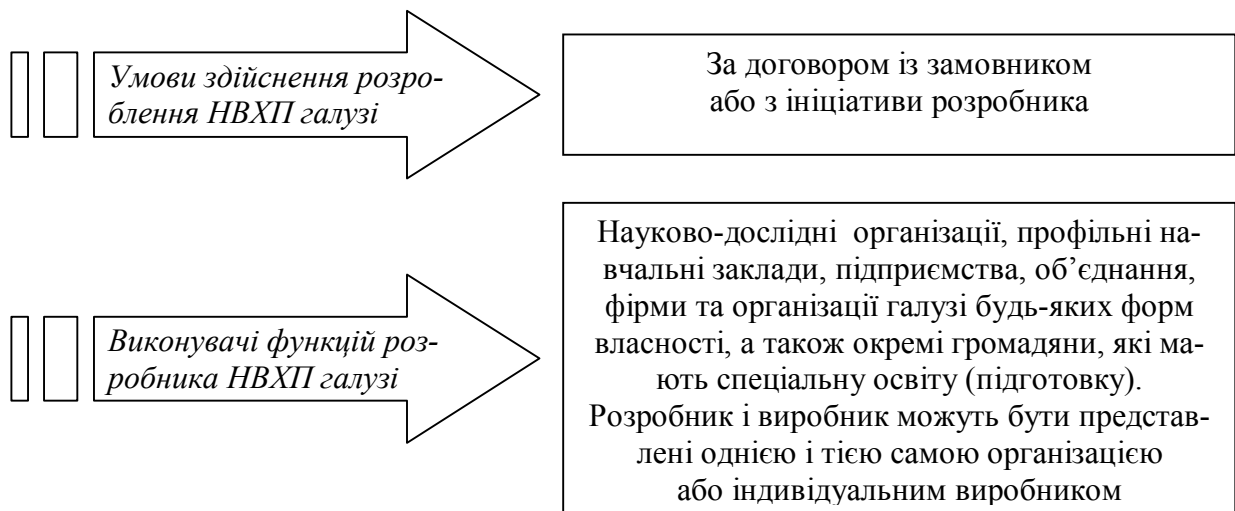 Умови здійснення розро-
блення НВХП галузі
За договором із замовником
або з ініціативи розробника
Виконувачі функцій роз-
робника НВХП галузі
Науково-дослідні організації, профільні на-
вчальні заклади, підприємства, об’єднання,
фірми та організації галузі будь-яких форм
власності, а також окремі громадяни, які ма-
ють спеціальну освіту (підготовку).
Розробник і виробник можуть бути представ-
лені однією і тією самою організацією
або індивідуальним виробником